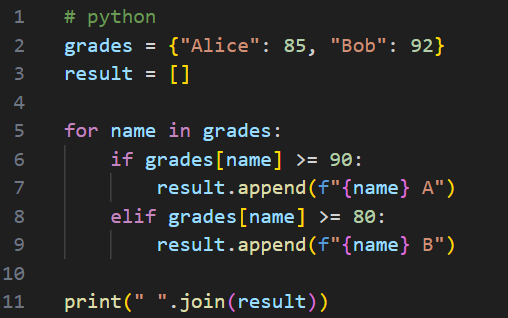 1 # python
2 grades = {"Alice": 85, "Bob": 92}
3 result = []
4
5 for name in grades:
6     if grades[name] >= 90:
7         result.append(f"{name} A")
8     elif grades[name] >= 80:
9         result.append(f"{name} B")
10
11 print(" ".join(result))